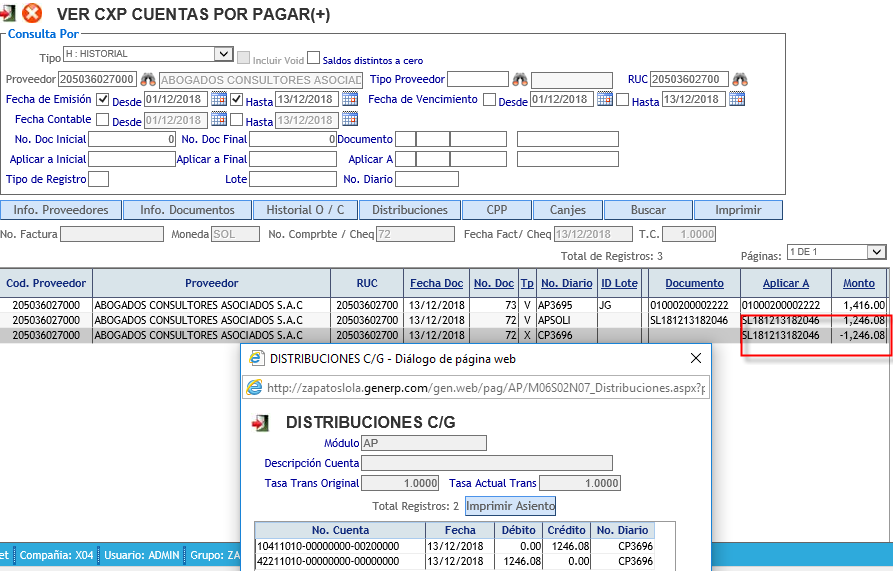 VER CXP CUENTAS POR PAGAR(+)
Consulta Por
Tipo H : HISTORIAL Incluir Void Saldos distintos a cero
Proveedor 205036027000 ABOGADOS CONSULTORES ASOCIAD Tipo Proveedor RUC 20503602700
Fecha de Emisión Desde 01/12/2018 Hasta 13/12/2018 Fecha de Vencimiento Desde 01/12/2018 Hasta 13/12/2018
Fecha Contable Desde 01/12/2018 Hasta 13/12/2018
No. Doc Inicial 0 No. Doc Final 0 Documento
Aplicar a Inicial Aplicar a Final Aplicar A
Tipo de Registro Lote No. Diario
Info. Proveedores Info. Documentos Historial O / C Distribuciones CPP Canjes Buscar Imprimir
No. Factura Moneda SOL No. Comprbte / Cheq 72 Fecha Fact/ Cheq 13/12/2018 T.C. 1.0000
Total de Registros: 3 Páginas: 1 DE 1
Cod. Proveedor Proveedor RUC Fecha Doc No. Doc Tp No. Diario ID Lote Documento Aplicar A Monto
205036027000 ABOGADOS CONSULTORES ASOCIADOS S.A.C 20503602700 13/12/2018 73 V AP3695 JG 01000200002222 01000200002222 1,416.00
205036027000 ABOGADOS CONSULTORES ASOCIADOS S.A.C 20503602700 13/12/2018 72 V APSOLI SL181213182046 SL181213182046 1,246.08
205036027000 ABOGADOS CONSULTORES ASOCIADOS S.A.C 20503602700 13/12/2018 72 X CP3696 SL181213182046 -1,246.08
DISTRIBUCIONES C/G - Diálogo de página web
http://zapatoslola.generp.com/gen.web/pag/AP/M06S02N07_Distribuciones.aspx?p
DISTRIBUCIONES C/G
Módulo AP
Descripción Cuenta
Tasa Trans Original 1.0000 Tasa Actual Trans 1.0000
Total Registros: 2 Imprimir Asiento
No. Cuenta Fecha Débito Crédito No. Diario
10411010-00000000-00200000 13/12/2018 0.00 1246.08 CP3696
42211010-00000000-00000000 13/12/2018 1246.08 0.00 CP3696
et Compañia: X04 Usuario: ADMIN Grupo: ZA